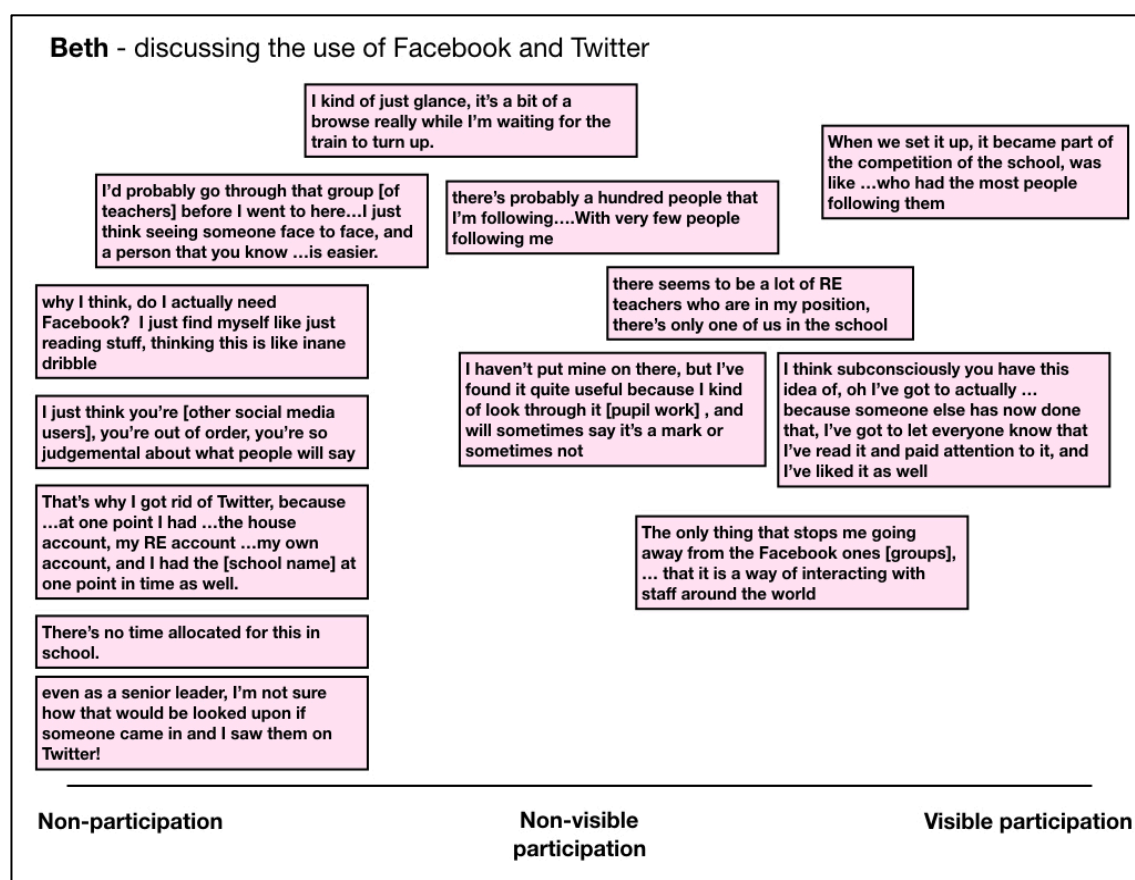 Beth - discussing the use of Facebook and Twitter
I kind of just glance, it's a bit of a
browse really while I'm waiting for the
train to turn up.
When we set it up, it became part of
the competition of the school, was
like …who had the most people
following them
I'd probably go through that group [of
teachers] before I went to here…I just
think seeing someone face to face, and
a person that you know …is easier.
there's probably a hundred people that
I'm following….With very few people
following me
there seems to be a lot of RE
teachers who are in my position,
there's only one of us in the school
why I think, do I actually need
Facebook?  I just find myself like just
reading stuff, thinking this is like inane
dribble
I haven't put mine on there, but I've
found it quite useful because I kind
of look through it [pupil work] , and
will sometimes say it's a mark or
sometimes not
I think subconsciously you have this
idea of, oh I've got to actually …
because someone else has now done
that, I've got to let everyone know that
I've read it and paid attention to it, and
I've liked it as well
I just think you're [other social media
users], you're out of order, you're so
judgemental about what people will say
That's why I got rid of Twitter, because
…at one point I had …the house
account, my RE account …my own
account, and I had the [school name] at
one point in time as well.
The only thing that stops me going
away from the Facebook ones [groups],
… that it is a way of interacting with
staff around the world
There's no time allocated for this in
school.
even as a senior leader, I'm not sure
how that would be looked upon if
someone came in and I saw them on
Twitter!
Non-participation
Non-visible
participation
Visible participation